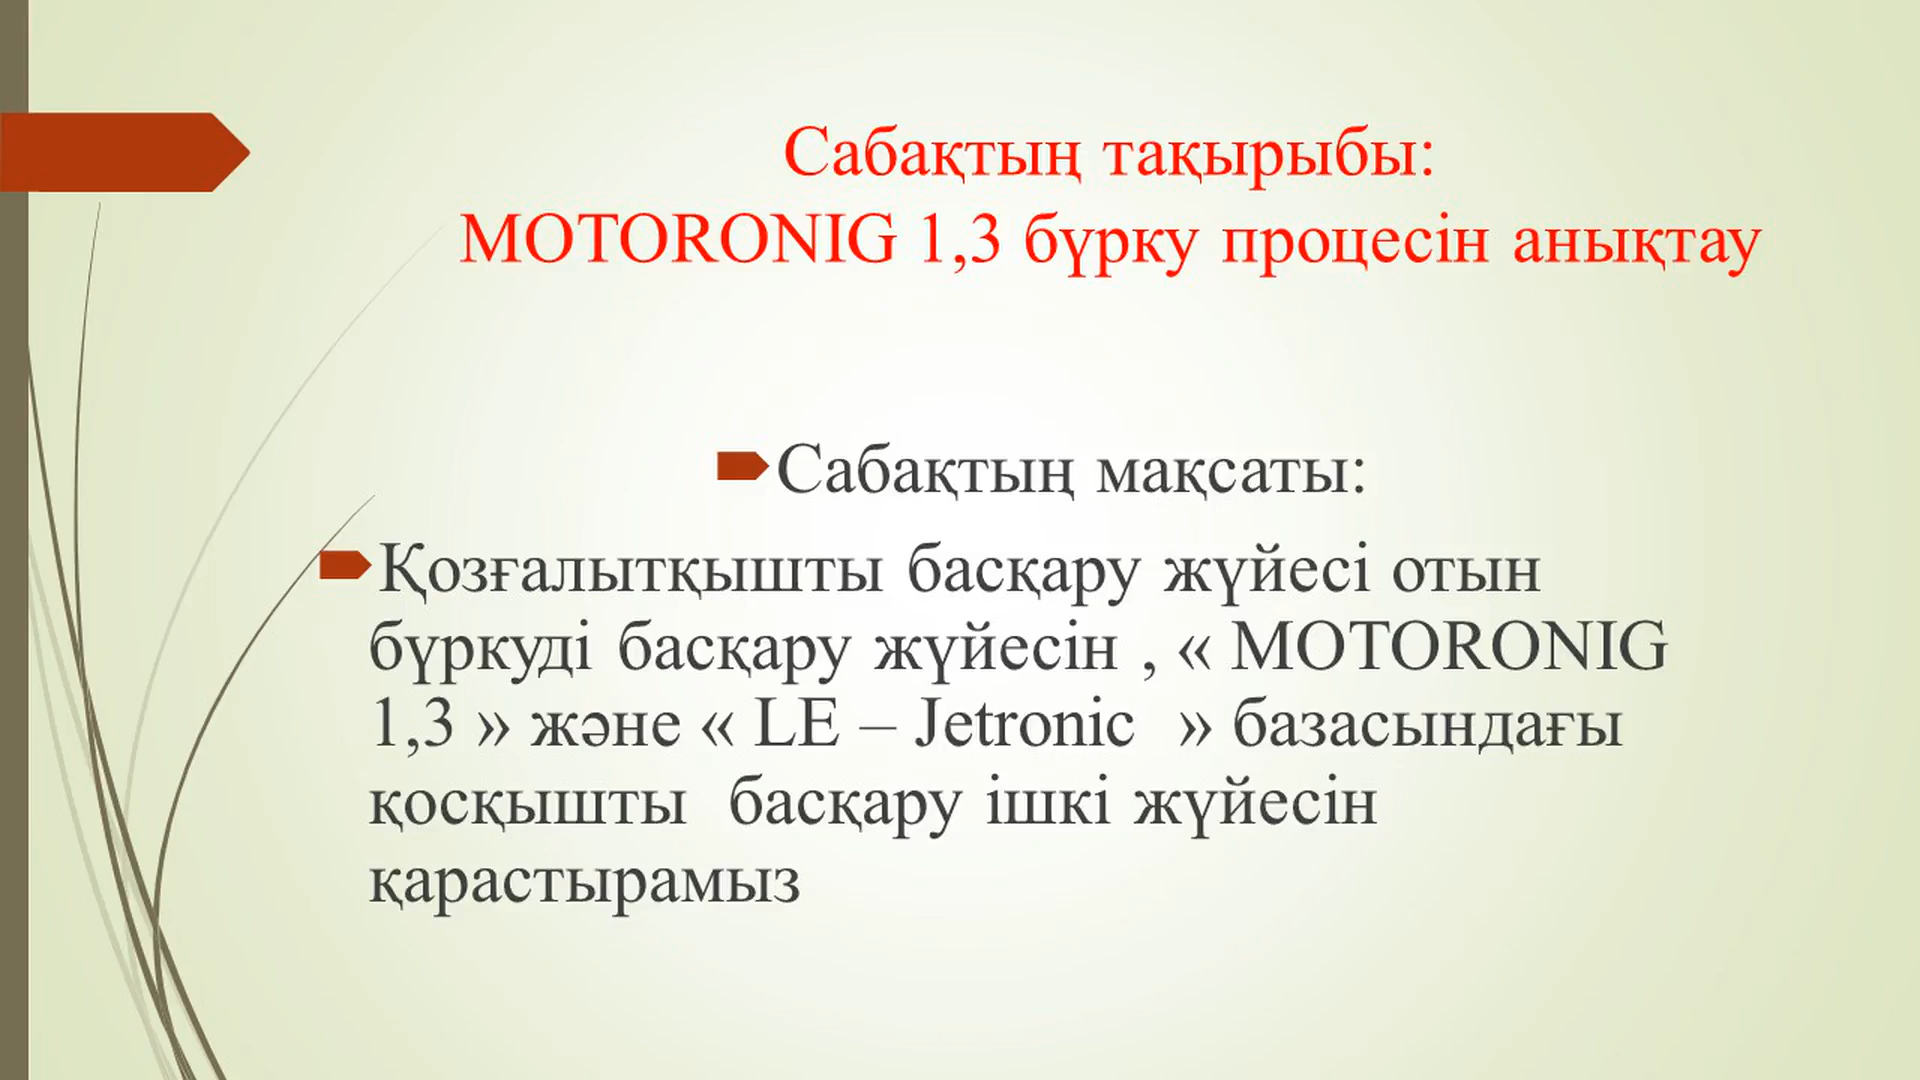 Сабақтың тақырыбы:
MOTORONIG 1,3 бүрку процесін анықтау
Сабақтың мақсаты:
Қозғалытқышты басқару жүйесі отын
бүркуді басқару жүйесін , « MOTORONIG
1,3 » және « LE – Jetronic » базасындағы
қосқышты басқару ішкі жүйесін
қарастырамыз